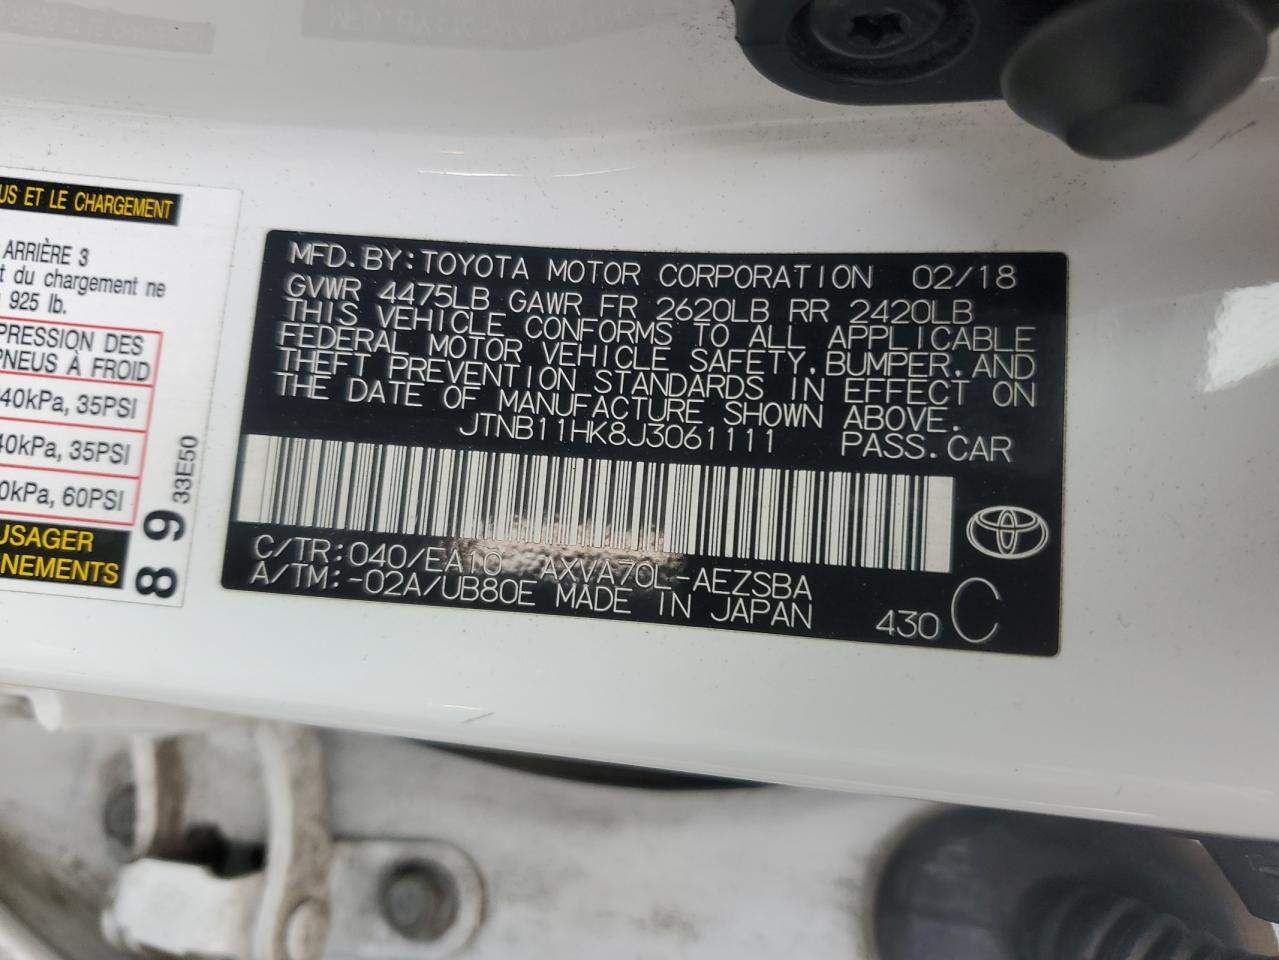 US ET LE CHARGEMENT
ARRIÈRE 3
t du chargement ne
925 lb.
PRESSION DES
PNEUS À FROID
240kPa, 35PSI
40kPa, 35PSI
0kPa, 60PSI
USAGER
NEMENTS
89
33E50
MFD.BY:TOYOTA MOTOR CORPORATION 02/18
GVWR 4475LB GAWR FR 2620LB RR 2420LB
THIS VEHICLE CONFORMS TO ALL APPLICABLE
FEDERAL MOTOR VEHICLE SAFETY,BUMPER,AND
THEFT PREVENTION STANDARDS IN EFFECT ON
THE DATE OF MANUFACTURE SHOWN ABOVE.
JTNB11HK8J3061111 PASS.CAR
C/TR:040/EA10 AXVA70L-AEZSBA
A/TM:-02A/UB80E MADE IN JAPAN
430 C